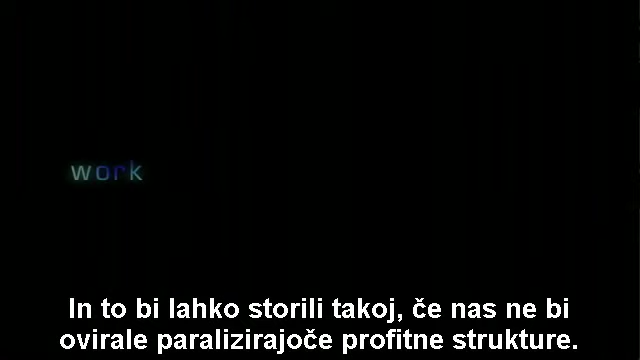 work
In to bi lahko storili takoj, če nas ne bi
ovirale paralizirajoče profitne strukture.